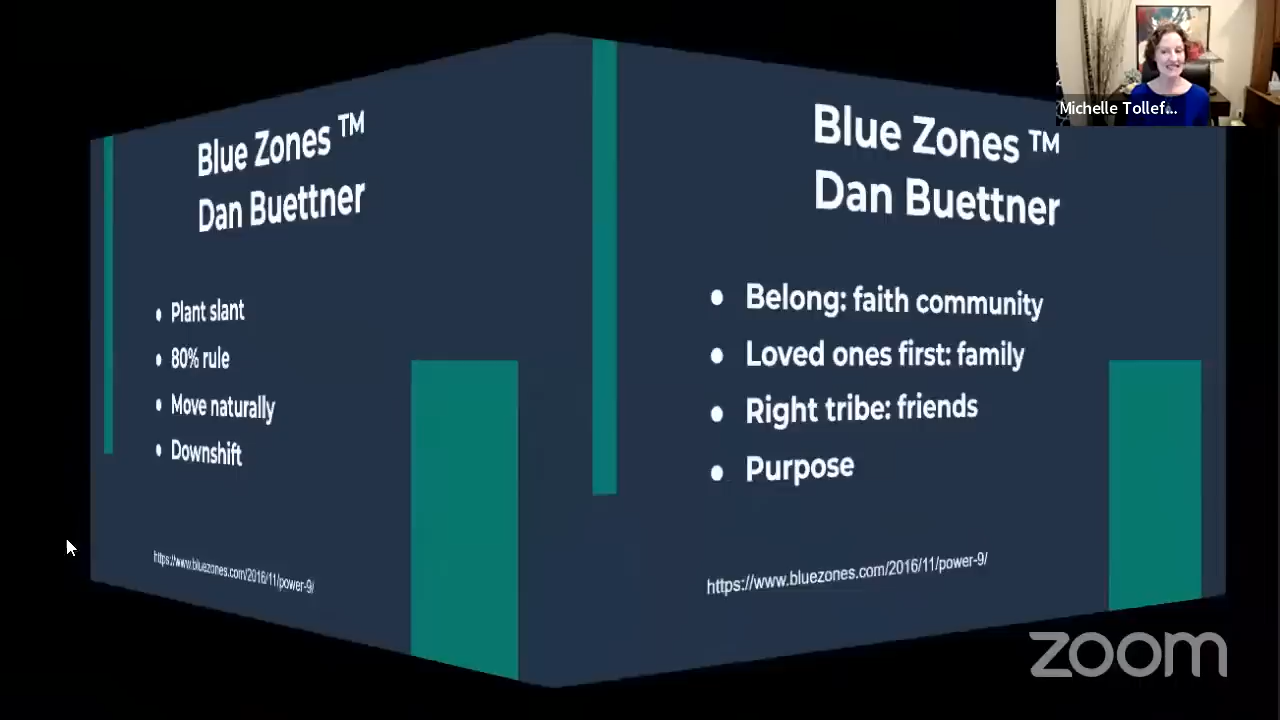 Blue Zones ™
Dan Buettner
• Plant slant
• 80% rule
• Move naturally
• Downshift
https://www.bluezones.com/2016/11/power-9/
Blue Zones ™
Dan Buettner
• Belong: faith community
• Loved ones first: family
• Right tribe: friends
• Purpose
https://www.bluezones.com/2016/11/power-9/
Michelle Tollef...
zoom